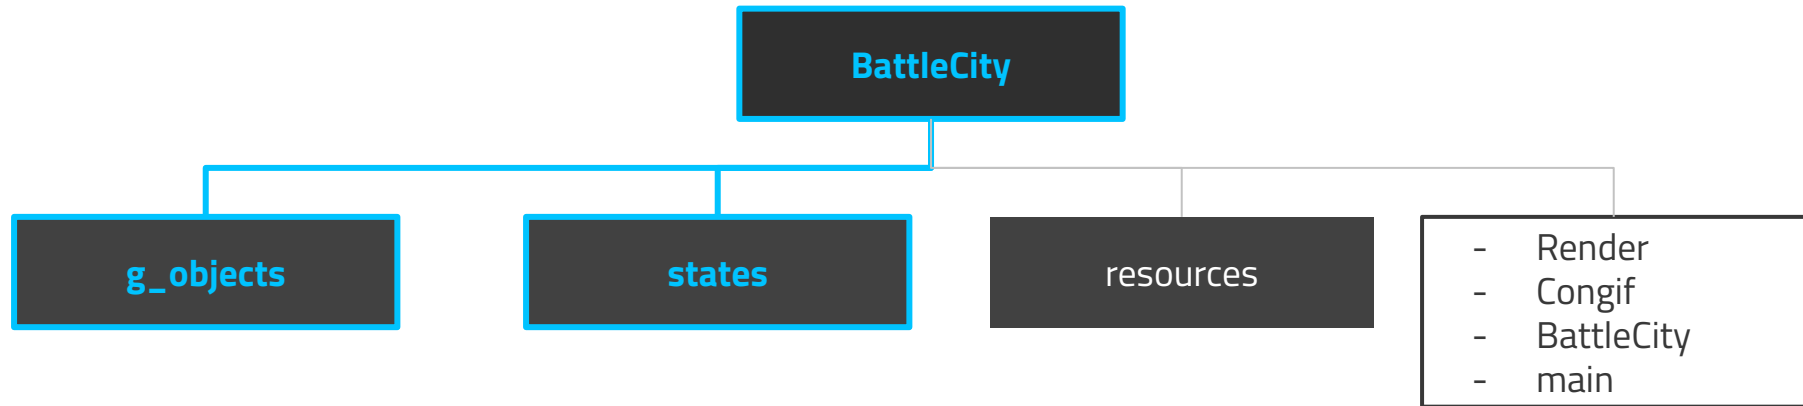 BattleCity
g_objects
states
resources
- Render
- Congif
- BattleCity
- main